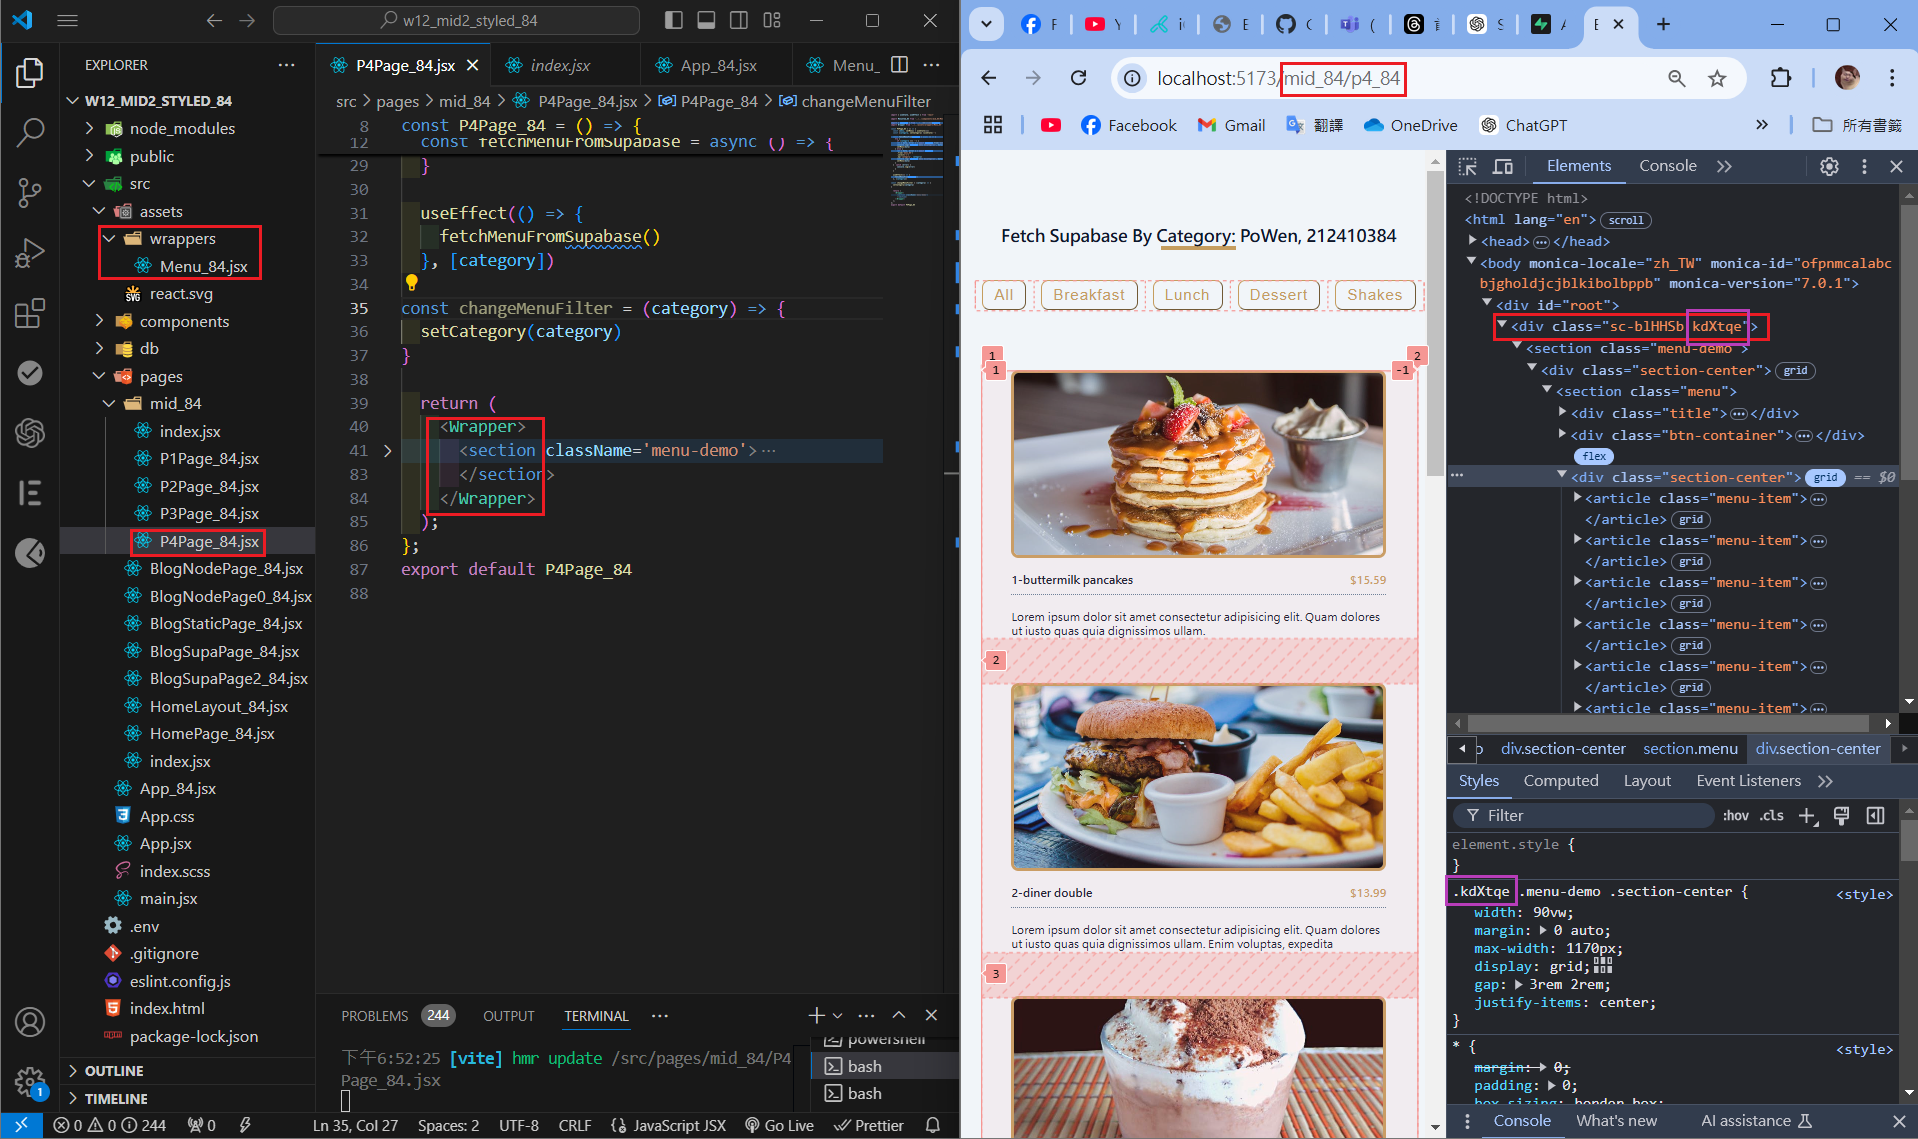 w12_mid2_styled_84
EXPLORER
W12_MID2_STYLED_84
node_modules
public
src
assets
wrappers
Menu_84.jsx
react.svg
components
db
pages
mid_84
index.jsx
P1Page_84.jsx
P2Page_84.jsx
P3Page_84.jsx
P4Page_84.jsx
BlogNodePage_84.jsx
BlogNodePage0_84.jsx
BlogStaticPage_84.jsx
BlogSupaPage_84.jsx
BlogSupaPage2_84.jsx
HomeLayout_84.jsx
HomePage_84.jsx
index.jsx
App_84.jsx
App.css
App.jsx
index.scss
main.jsx
.env
.gitignore
eslint.config.js
index.html
package-lock.json
OUTLINE
TIMELINE
P4Page_84.jsx
index.jsx
App_84.jsx
Menu_
src > pages > mid_84 > P4Page_84.jsx > P4Page_84 > changeMenuFilter
8 const P4Page_84 = () => {
12 const fetchMenuFromSupabase = async () => {
29 }
30
31 useEffect(() => {
32 fetchMenuFromSupabase()
33 }, [category])
34
35 const changeMenuFilter = (category) => {
36 setCategory(category)
37 }
38
39 return (
40 <Wrapper>
41 <section className='menu-demo'>⋯
83 </section>
84 </Wrapper>
85 );
86 };
87 export default P4Page_84
88
PROBLEMS 244 OUTPUT TERMINAL
下午6:52:25 [vite] hmr update /src/pages/mid_84/P4
Page_84.jsx
powershell
bash
bash
1
0 0 244 0
Ln 35, Col 27 Spaces: 2 UTF-8 CRLF {} JavaScript JSX Go Live Prettier
localhost:5173/mid_84/p4_84
Facebook
Gmail
翻譯
OneDrive
ChatGPT
所有書籤
Fetch Supabase By Category: PoWen, 212410384
All
Breakfast
Lunch
Dessert
Shakes
1
2
1
-1
1-buttermilk pancakes $15.59
Lorem ipsum dolor sit amet consectetur adipisicing elit. Quam dolores
ut iusto quas quia dignissimos ullam.
2
2-diner double $13.99
Lorem ipsum dolor sit amet consectetur adipisicing elit. Quam dolores
ut iusto quas quia dignissimos ullam. Enim voluptas, expedita
3
Elements Console
<!DOCTYPE html>
<html lang="en"> scroll
<head> ⋯ </head>
<body monica-locale="zh_TW" monica-id="ofpnmcalabc
bjgholdjcjblkibolbppb" monica-version="7.0.1">
<div id="root">
<div class="sc-blHHSb kdXtqe">
<section class="menu-demo">
<div class="section-center"> grid
<section class="menu">
<div class="title"> ⋯ </div>
<div class="btn-container"> ⋯ </div>
flex
<div class="section-center"> grid == $0
<article class="menu-item"> ⋯
</article> grid
<article class="menu-item"> ⋯
</article> grid
<article class="menu-item"> ⋯
</article> grid
<article class="menu-item"> ⋯
</article> grid
<article class="menu-item"> ⋯
</article> grid
<article class="menu-item"> ⋯
div.section-center section.menu div.section-center
Styles Computed Layout Event Listeners
Filter :hov .cls
element.style {
}
.kdXtqe .menu-demo .section-center { <style>
width: 90vw;
margin: 0 auto;
max-width: 1170px;
display: grid;
gap: 3rem 2rem;
justify-items: center;
}
* { <style>
margin: 0;
padding: 0;
box-sizing: border-box;
Console What's new AI assistance